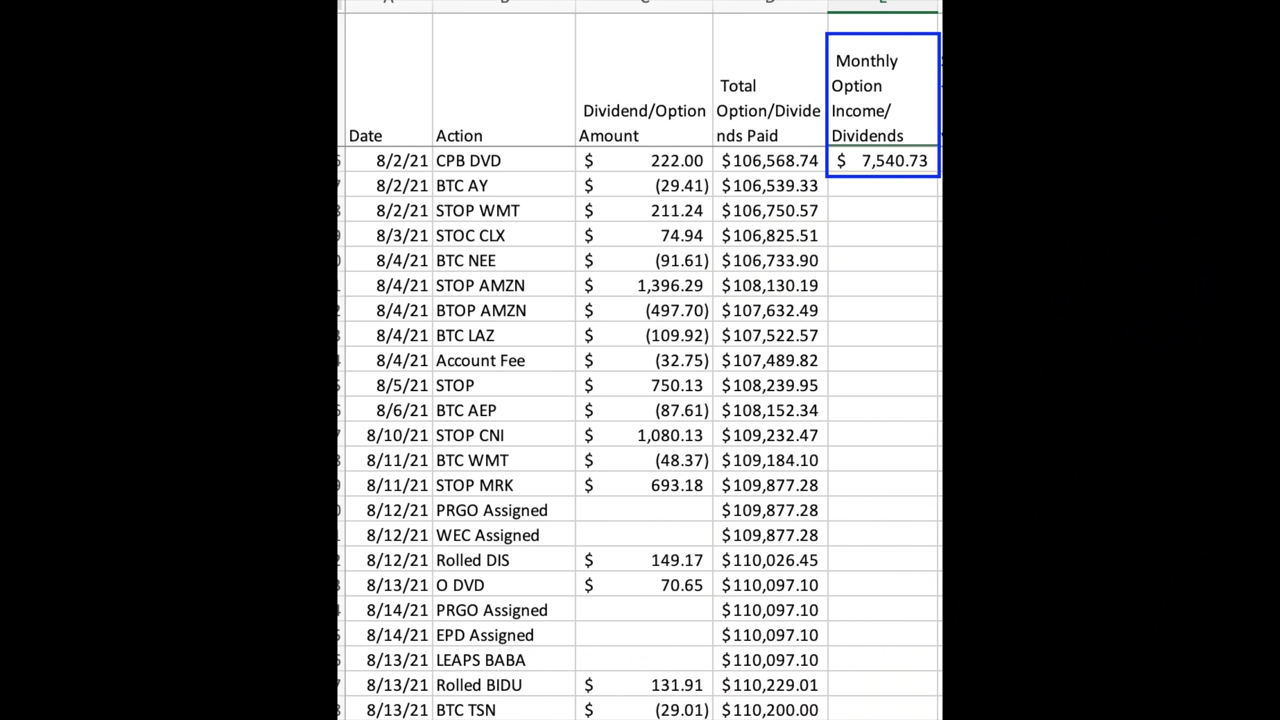 Monthly
Total Option
Dividend/Option Option/Divide Income/
Date Action Amount nds Paid Dividends
8/2/21 CPB DVD $ 222.00 $106,568.74 $ 7,540.73
8/2/21 BTC AY $ (29.41) $106,539.33
8/2/21 STOP WMT $ 211.24 $106,750.57
8/3/21 STOC CLX $ 74.94 $106,825.51
8/4/21 BTC NEE $ (91.61) $106,733.90
8/4/21 STOP AMZN $ 1,396.29 $108,130.19
8/4/21 BTOP AMZN $ (497.70) $107,632.49
8/4/21 BTC LAZ $ (109.92) $107,522.57
8/4/21 Account Fee $ (32.75) $107,489.82
8/5/21 STOP $ 750.13 $108,239.95
8/6/21 BTC AEP $ (87.61) $108,152.34
8/10/21 STOP CNI $ 1,080.13 $109,232.47
8/11/21 BTC WMT $ (48.37) $109,184.10
8/11/21 STOP MRK $ 693.18 $109,877.28
8/12/21 PRGO Assigned $109,877.28
8/12/21 WEC Assigned $109,877.28
8/12/21 Rolled DIS $ 149.17 $110,026.45
8/13/21 O DVD $ 70.65 $110,097.10
8/14/21 PRGO Assigned $110,097.10
8/14/21 EPD Assigned $110,097.10
8/13/21 LEAPS BABA $110,097.10
8/13/21 Rolled BIDU $ 131.91 $110,229.01
8/13/21 BTC TSN $ (29.01) $110,200.00